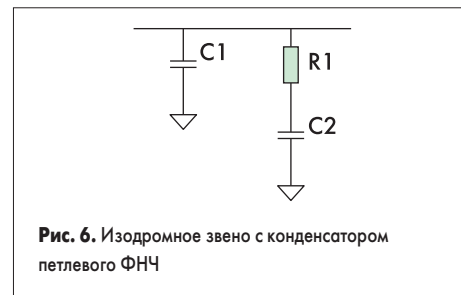 C1
R1
C2
Рис. 6. Изодромное звено с конденсатором
петлевого ФНЧ